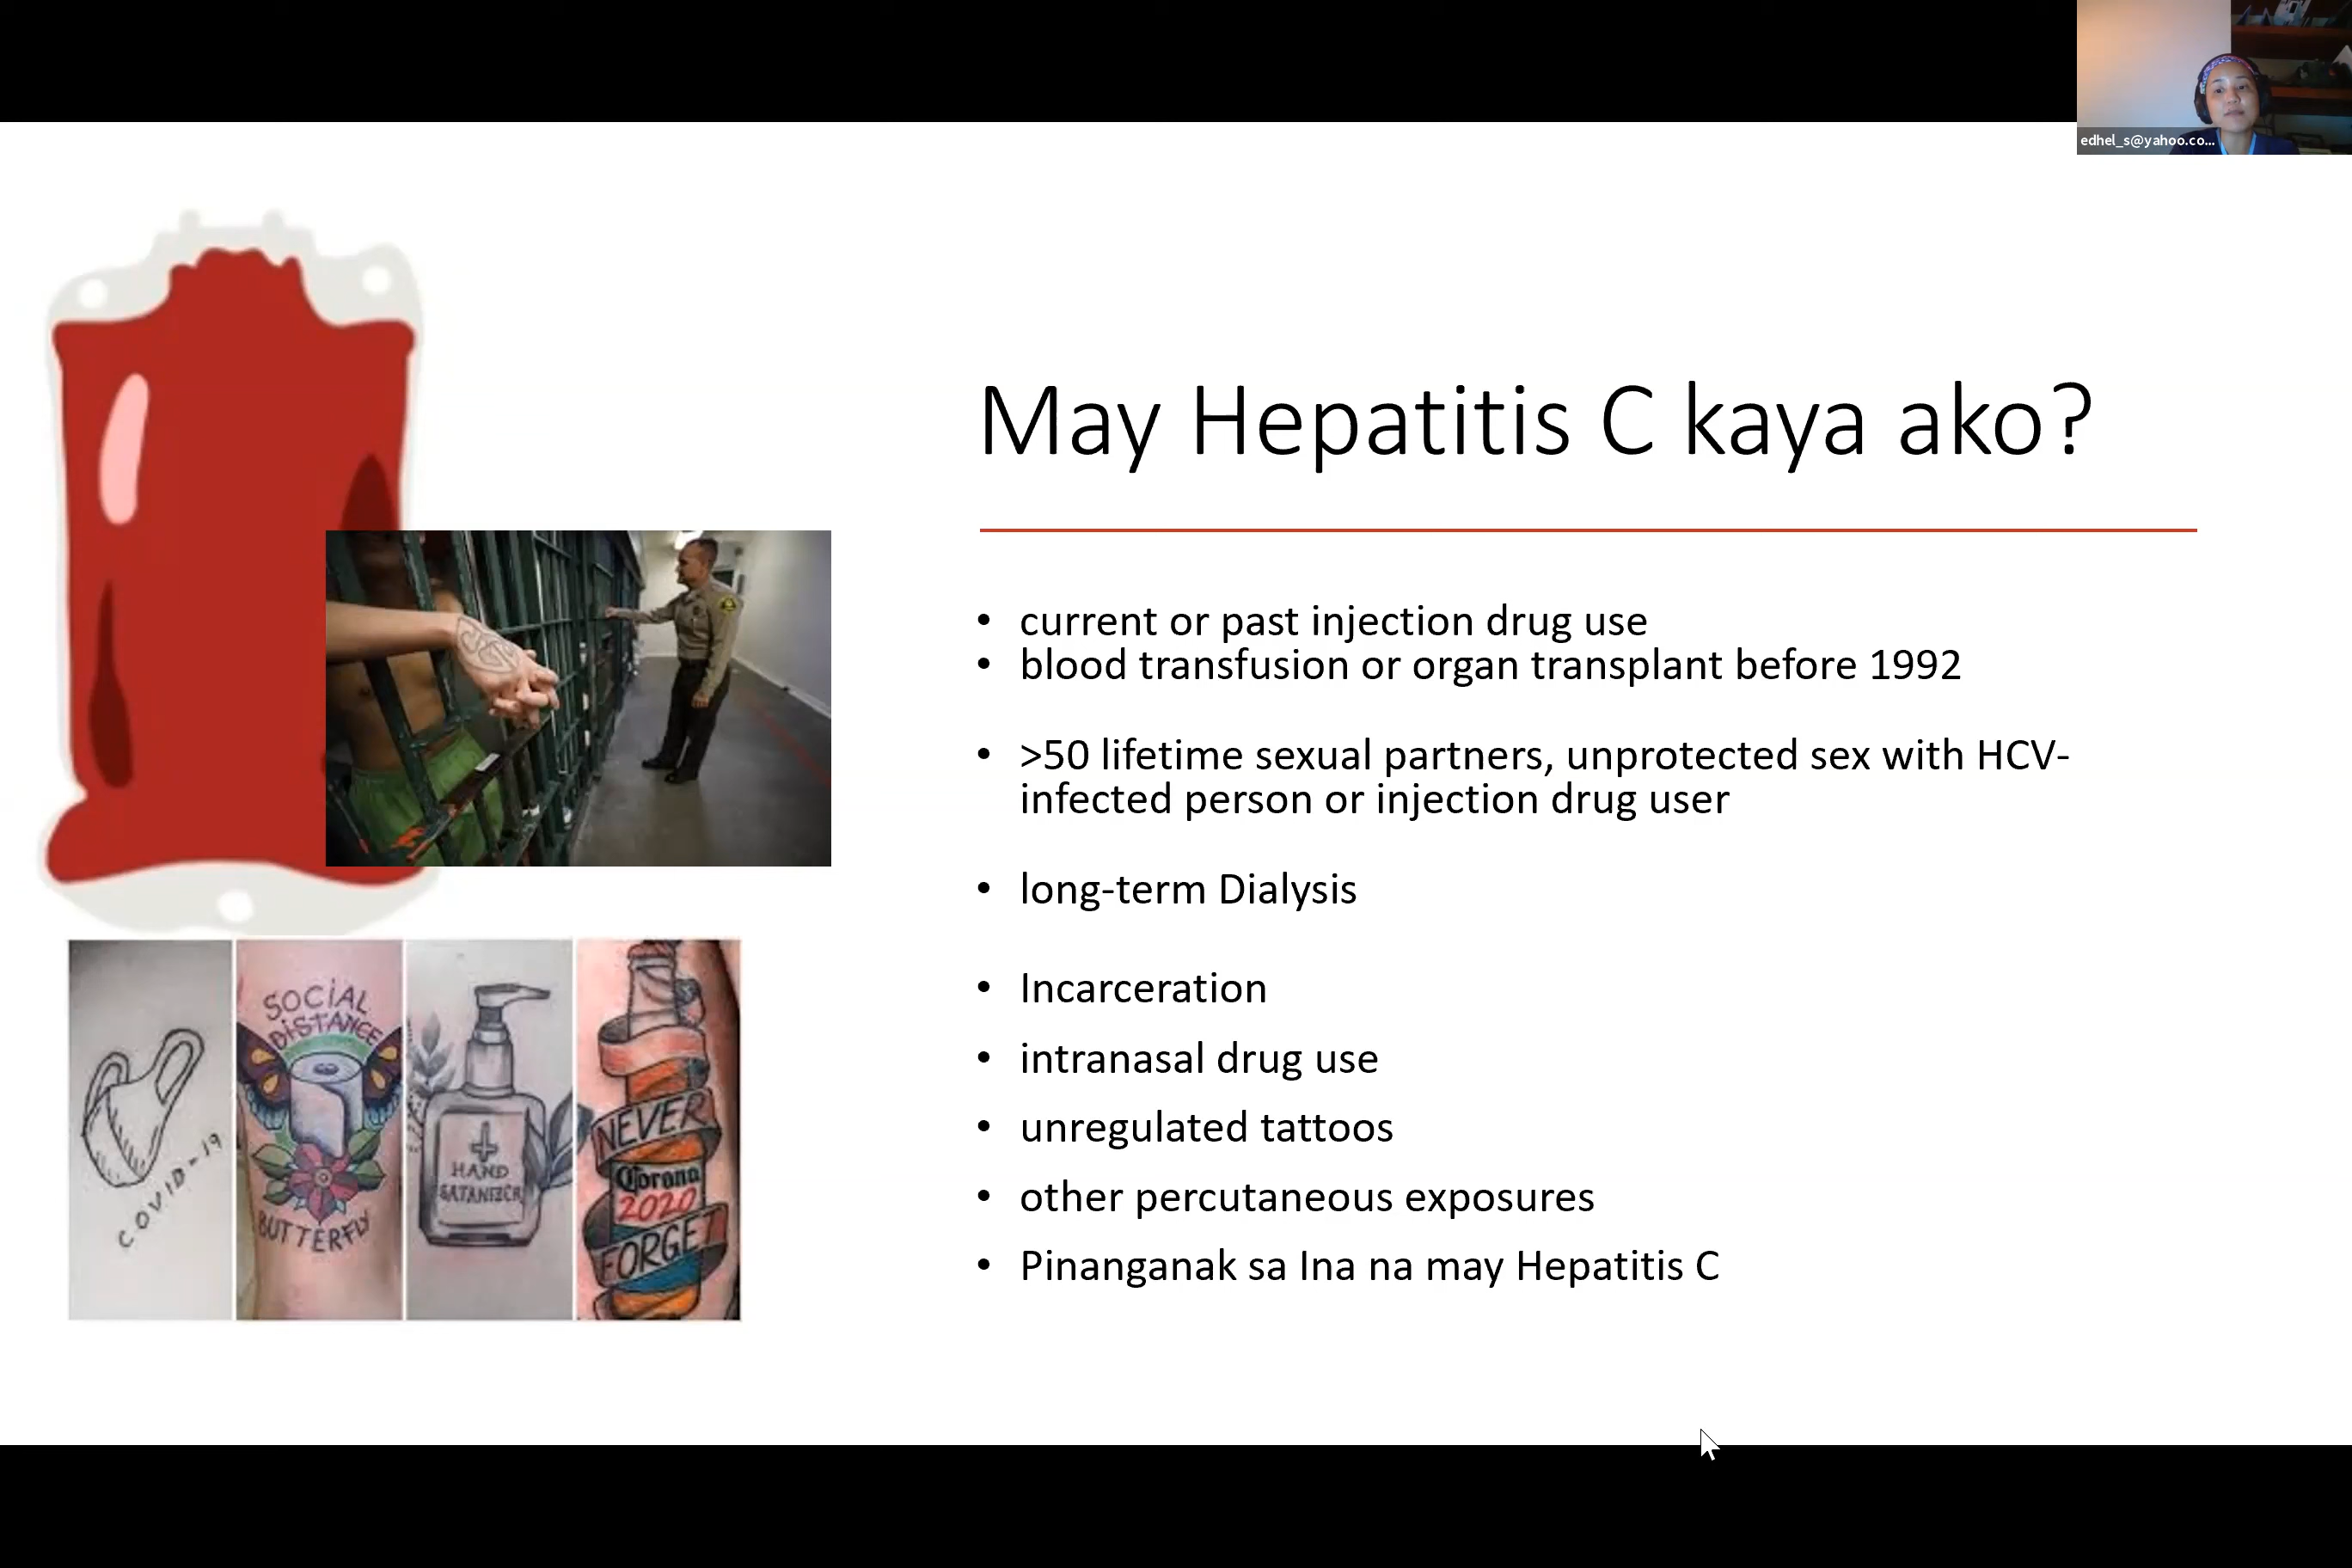 edhel_s@yahoo.co...
May Hepatitis C kaya ako?
• current or past injection drug use
• blood transfusion or organ transplant before 1992
• >50 lifetime sexual partners, unprotected sex with HCV-
infected person or injection drug user
• long-term Dialysis
• Incarceration
• intranasal drug use
• unregulated tattoos
• other percutaneous exposures
• Pinanganak sa Ina na may Hepatitis C
COVID-19
SOCIAL
DISTANCE
BUTTERFLY
HAND
SATANIZER
NEVER
Corona
2020
FORGET